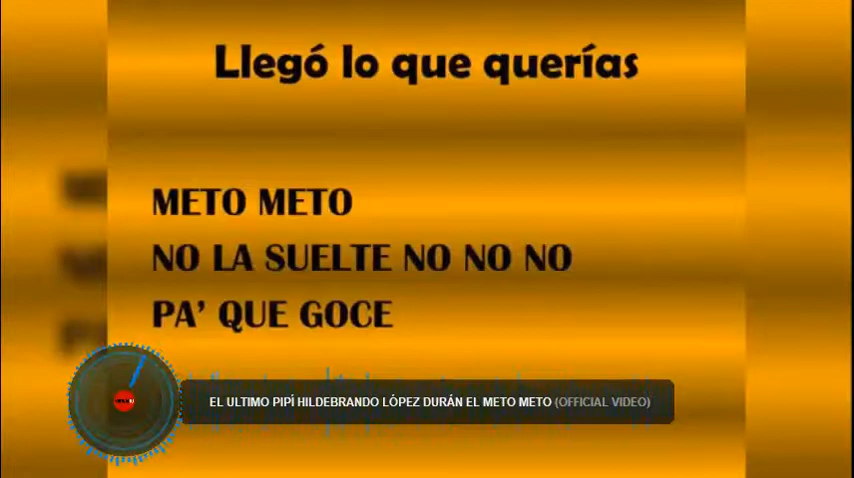 Llegó lo que querías
METO METO
NO LA SUELTE NO NO NO
PA' QUE GOCE
EL ULTIMO PIPÍ HILDEBRANDO LÓPEZ DURÁN EL METO METO (OFFICIAL VIDEO)